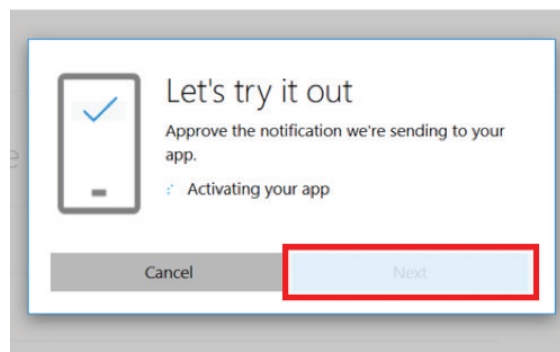 Let's try it out
Approve the notification we're sending to your
app.
Activating your app
Cancel
Next